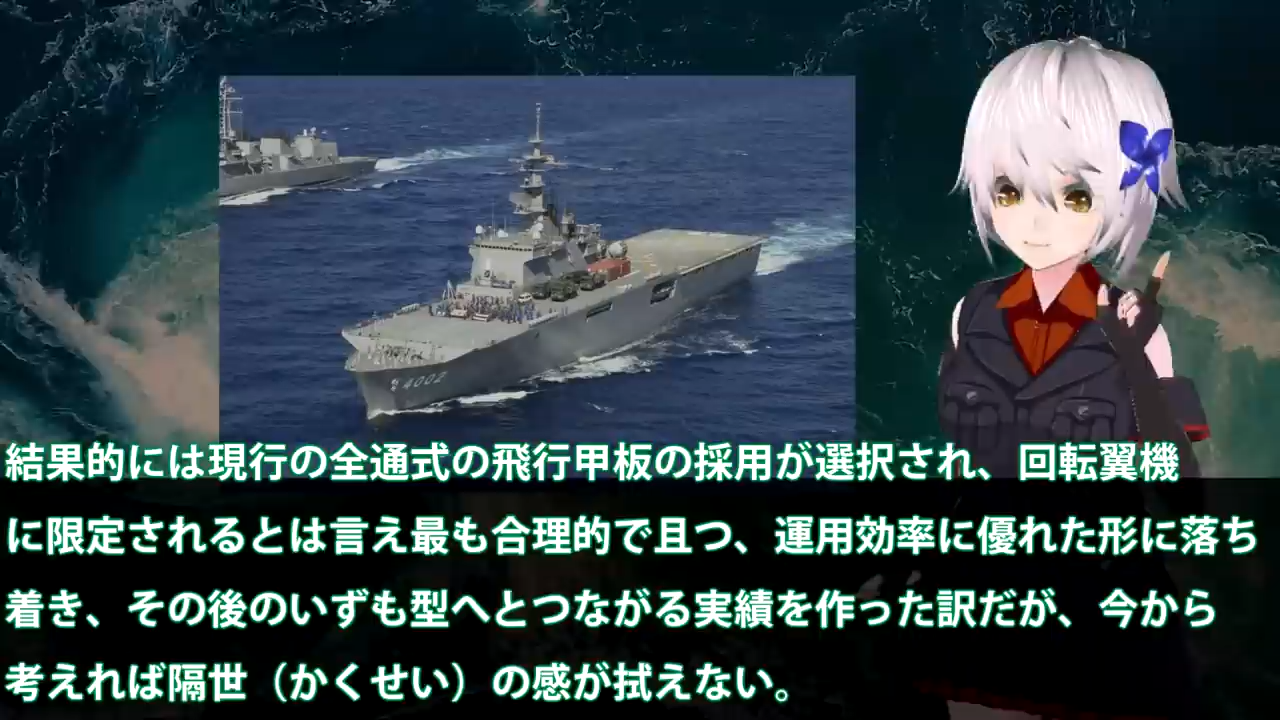 4002
結果的には現行の全通式の飛行甲板の採用が選択され、回転翼機
に限定されるとは言え最も合理的で且つ、運用効率に優れた形に落ち
着き、その後のいずも型へとつながる実績を作った訳だが、今から
考えれば隔世（かくせい）の感が拭えない。